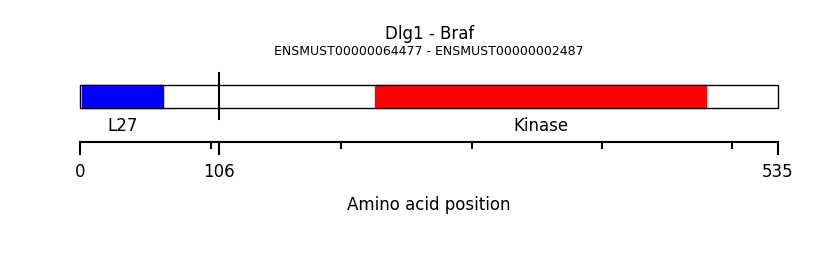 Dlg1 - Braf
ENSMUST00000064477 - ENSMUST00000002487
L27 Kinase
0 106 535
Amino acid position